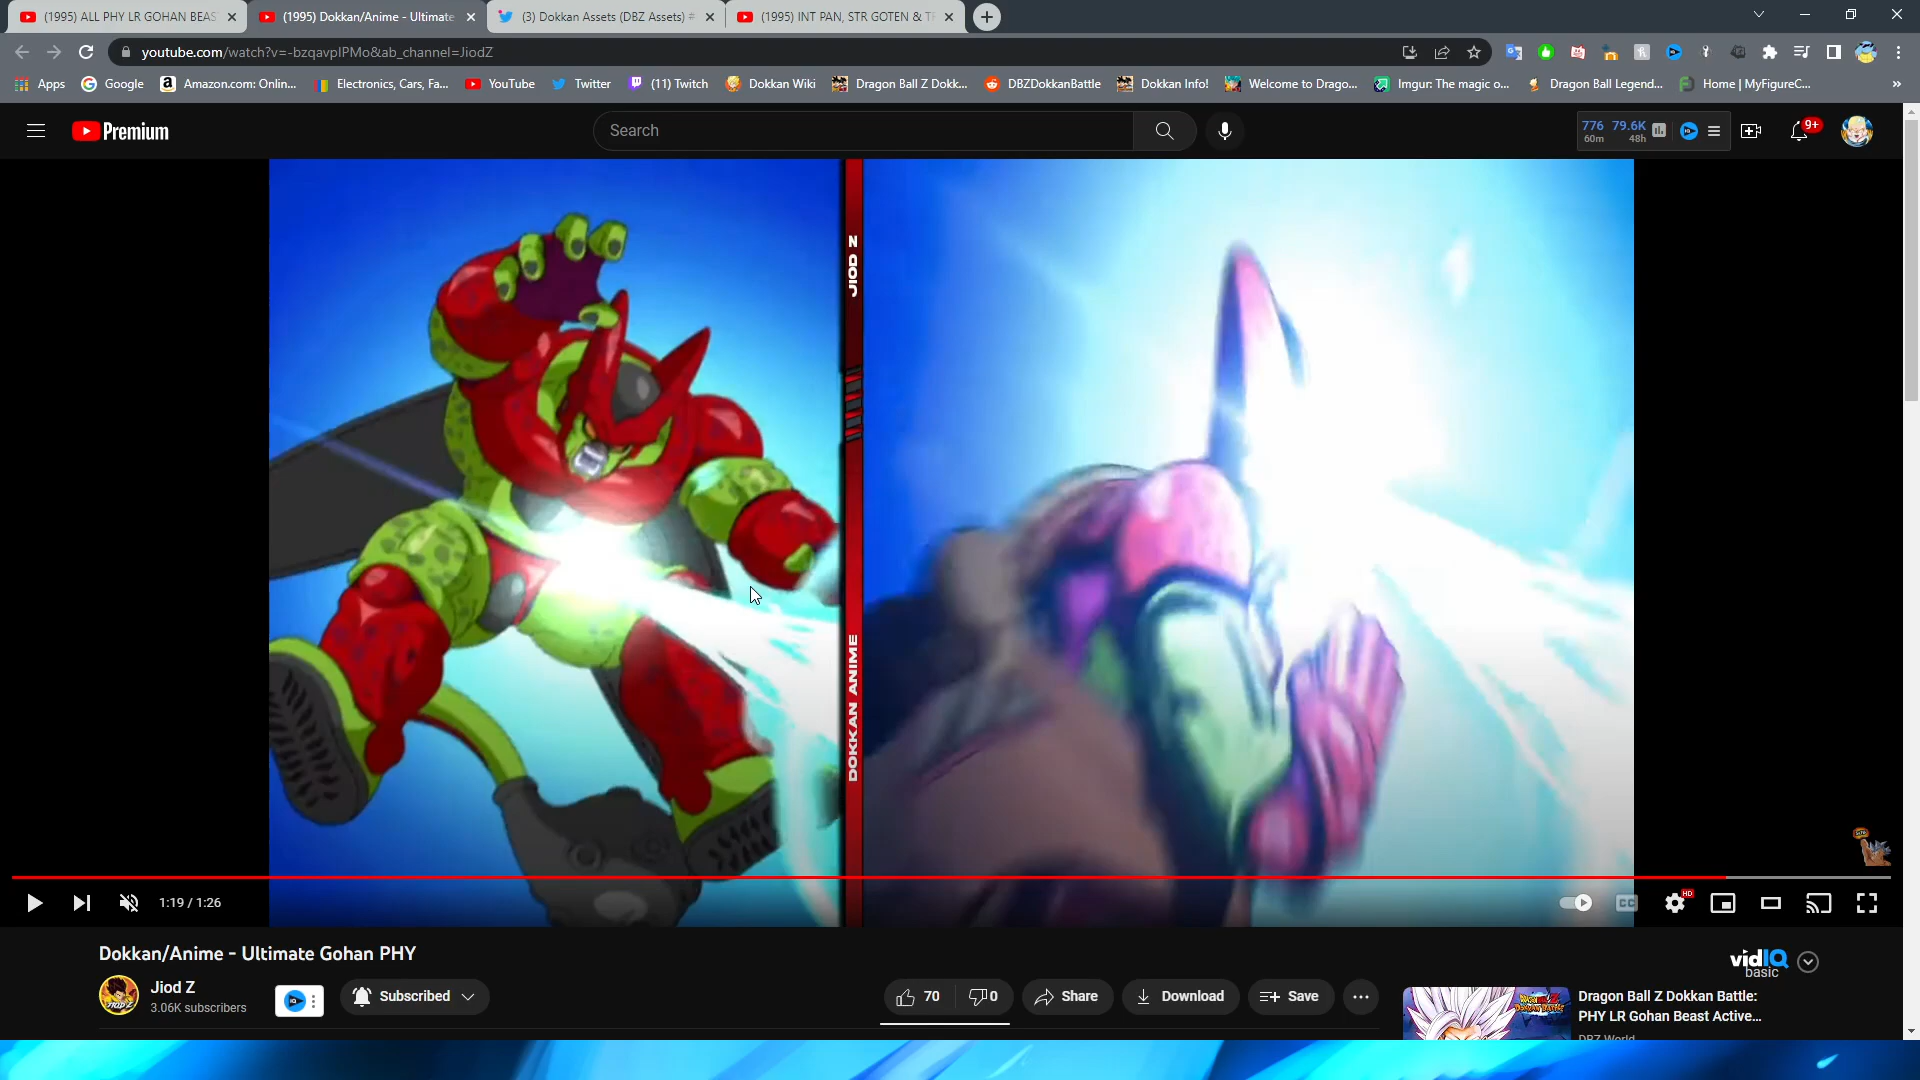 (1995) ALL PHY LR GOHAN BEAS
(1995) Dokkan/Anime - Ultimate
(3) Dokkan Assets (DBZ Assets) #
(1995) INT PAN, STR GOTEN & T
youtube.com/watch?v=-bzqavpIPMo&ab_channel=JiodZ
Apps
Google
Amazon.com: Onlin...
Electronics, Cars, Fa...
YouTube
Twitter
(11) Twitch
Dokkan Wiki
Dragon Ball Z Dokk...
DBZDokkanBattle
Dokkan Info!
Welcome to Drago...
Imgur: The magic o...
Dragon Ball Legend...
Home | MyFigureC...
»
Premium
Search
776 79.6K
60m 48h
9+
JIOD Z
DOKKAN ANIME
1:19 / 1:26
CC
HD
Dokkan/Anime - Ultimate Gohan PHY
vidIQ
basic
Jiod Z
3.06K subscribers
Subscribed
70
0
Share
Download
Save
Dragon Ball Z Dokkan Battle:
PHY LR Gohan Beast Active...
DBZ World